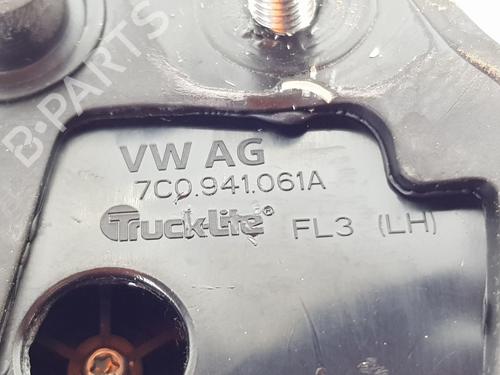 VW AG
7C0.941.061A
Truck-Lite® FL3 (LH)
B-PARTS